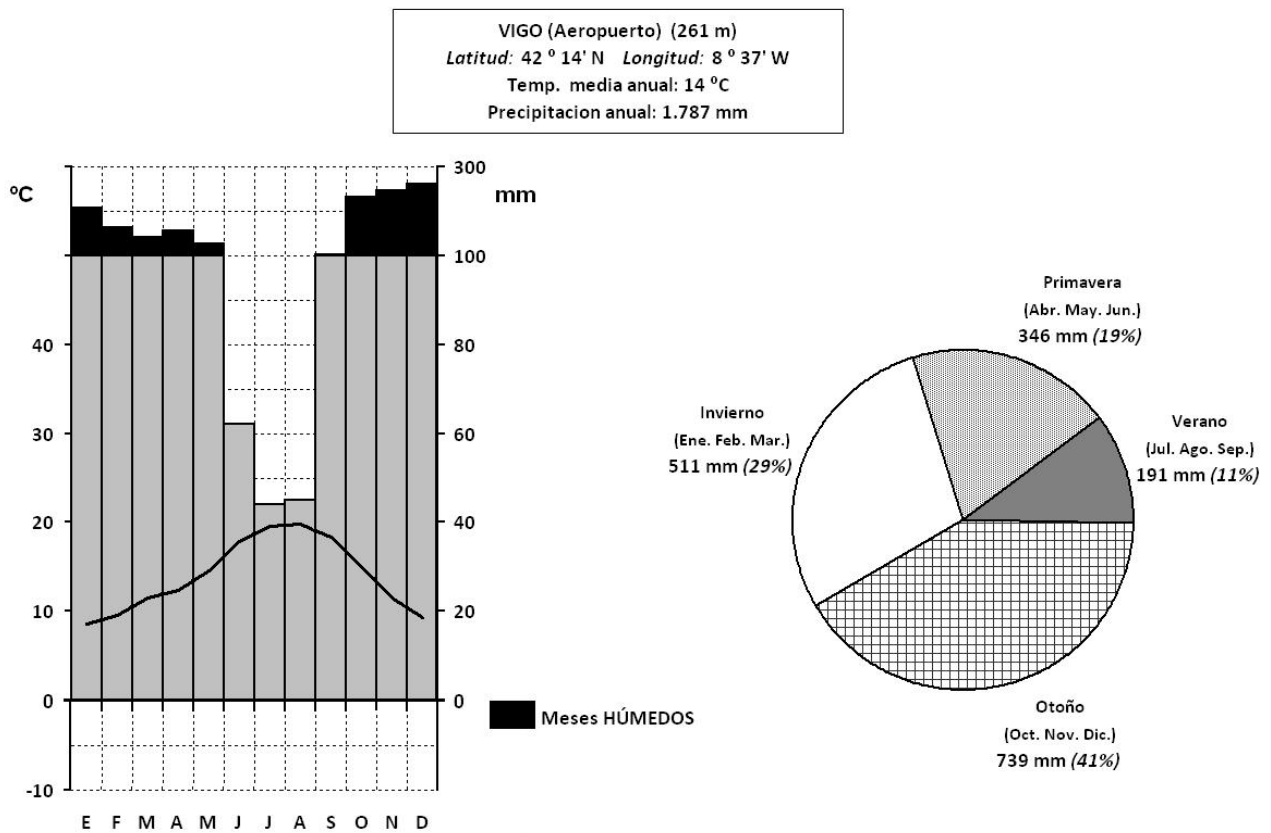 VIGO (Aeropuerto) (261 m)
Latitud: 42 º 14' N Longitud: 8 º 37' W
Temp. media anual: 14 ºC
Precipitacion anual: 1.787 mm
ºC
mm
300
100
40
80
30
60
20
40
10
20
0
0
-10
E F M A M J J A S O N D
Meses HÚMEDOS
Primavera
(Abr. May. Jun.)
346 mm (19%)
Invierno
(Ene. Feb. Mar.)
511 mm (29%)
Verano
(Jul. Ago. Sep.)
191 mm (11%)
Otoño
(Oct. Nov. Dic.)
739 mm (41%)